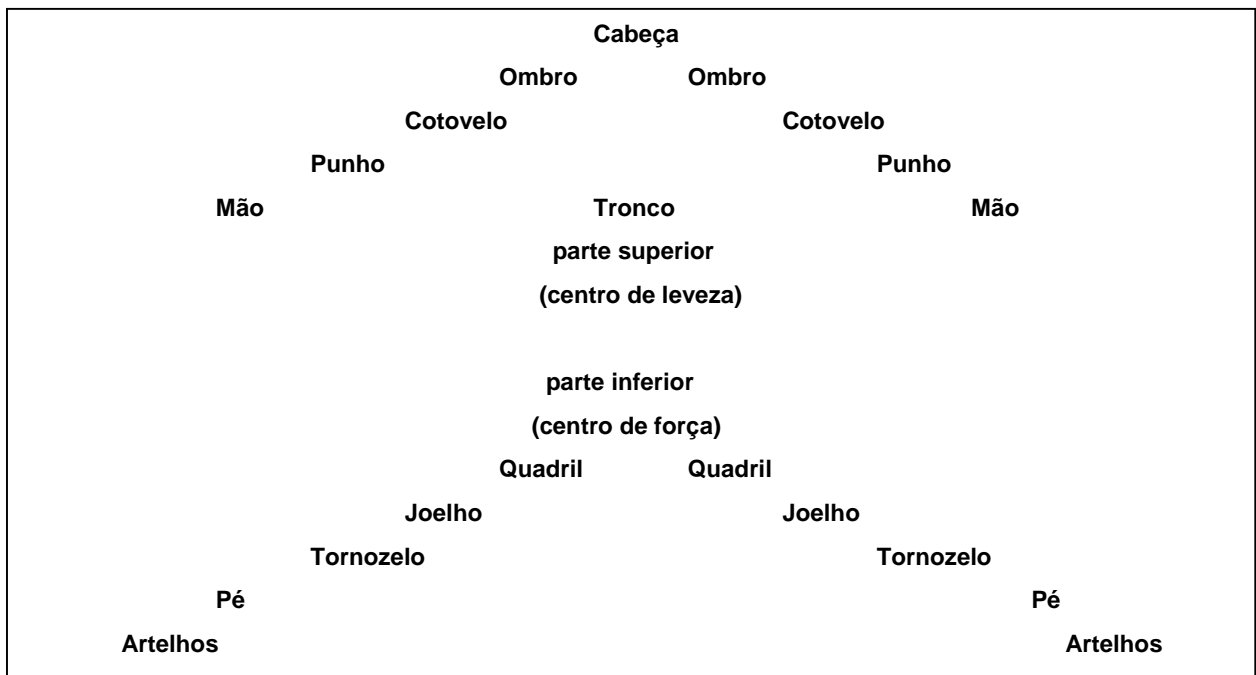 Cabeça
Ombro Ombro
Cotovelo Cotovelo
Punho Punho
Mão Tronco Mão
parte superior
(centro de leveza)
parte inferior
(centro de força)
Quadril Quadril
Joelho Joelho
Tornozelo Tornozelo
Pé Pé
Artelhos Artelhos